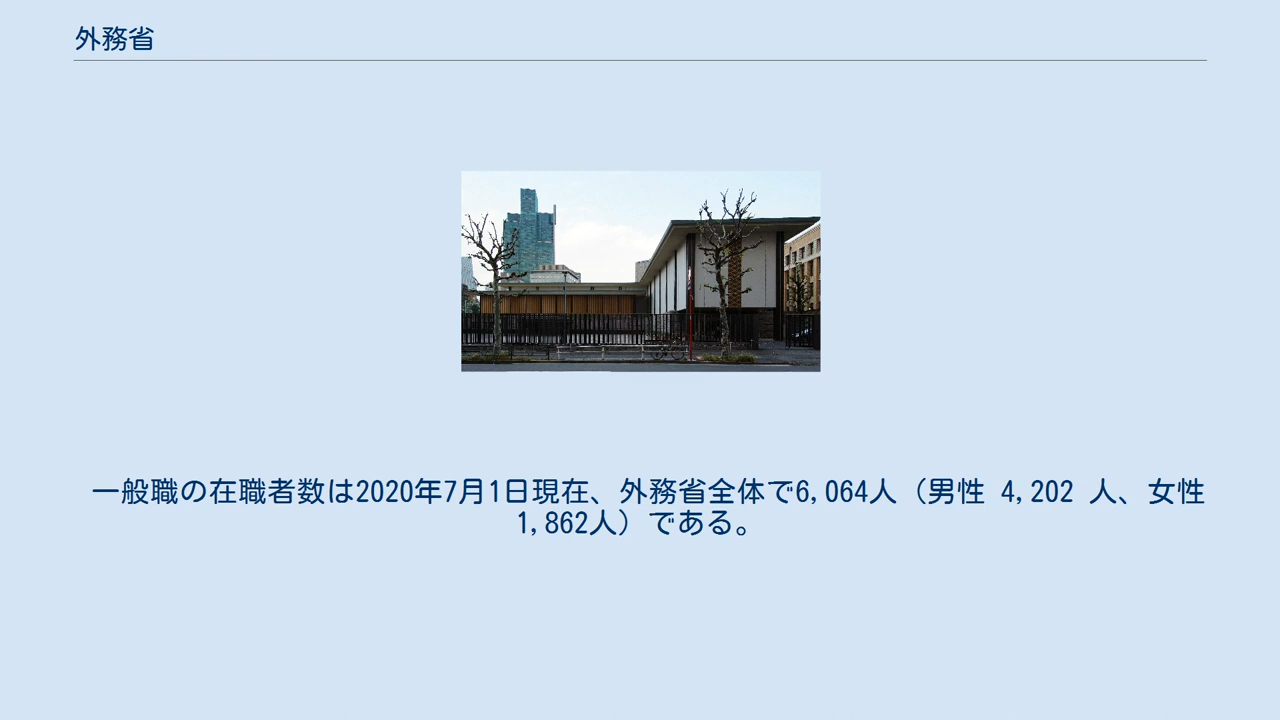 外務省
一般職の在職者数は2020年7月1日現在、外務省全体で6,064人（男性 4,202 人、女性
1,862人）である。